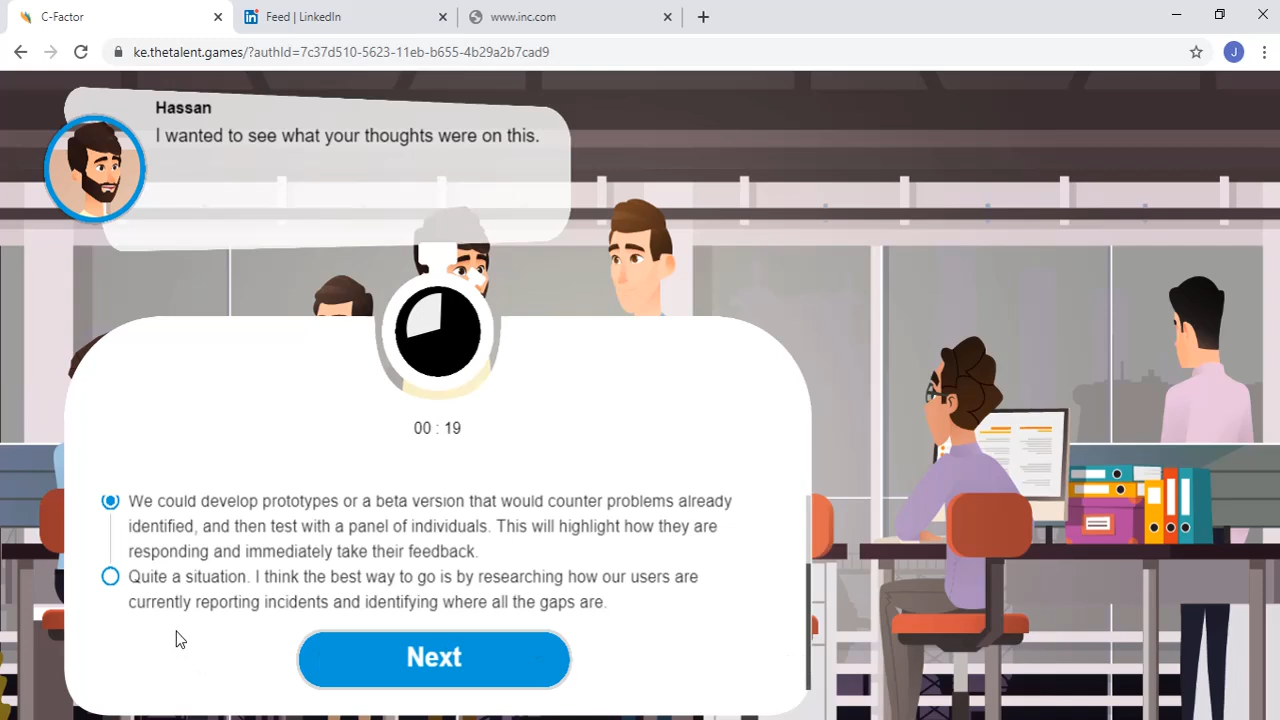 C-Factor
Feed | LinkedIn
www.inc.com
ke.thetalent.games/?authId=7c37d510-5623-11eb-b655-4b29a2b7cad9
J
Hassan
I wanted to see what your thoughts were on this.
00 : 19
We could develop prototypes or a beta version that would counter problems already
identified, and then test with a panel of individuals. This will highlight how they are
responding and immediately take their feedback.
Quite a situation. I think the best way to go is by researching how our users are
currently reporting incidents and identifying where all the gaps are.
Next